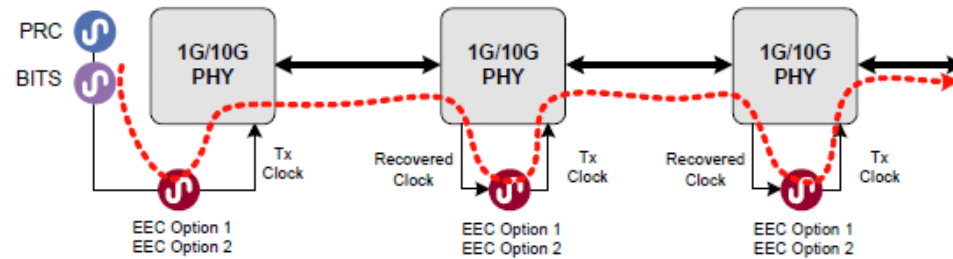 PRC
BITS
1G/10G
PHY
1G/10G
PHY
1G/10G
PHY
Tx
Clock
Recovered
Clock
Tx
Clock
Recovered
Clock
Tx
Clock
EEC Option 1
EEC Option 2
EEC Option 1
EEC Option 2
EEC Option 1
EEC Option 2